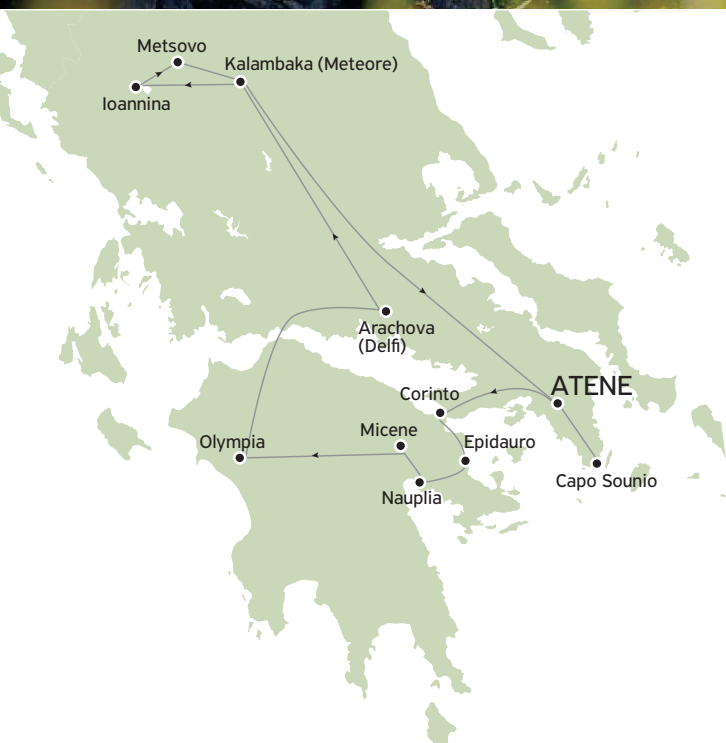 Metsovo
Kalambaka (Meteore)
Ioannina
Arachova
(Delfi)
ATENE
Corinto
Micene
Olympia
Epidauro
Capo Sounio
Nauplia